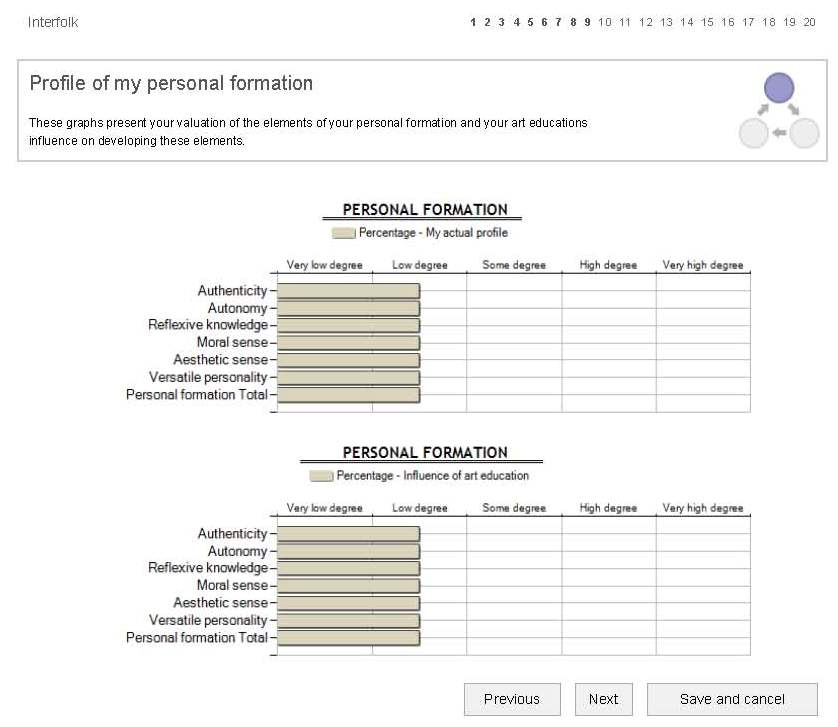 Interfolk
1 2 3 4 5 6 7 8 9 10 11 12 13 14 15 16 17 18 19 20
Profile of my personal formation
These graphs present your valuation of the elements of your personal formation and your art educations
influence on developing these elements.
PERSONAL FORMATION
Percentage - My actual profile
Very low degree Low degree Some degree High degree Very high degree
Authenticity
Autonomy
Reflexive knowledge
Moral sense
Aesthetic sense
Versatile personality
Personal formation Total
PERSONAL FORMATION
Percentage - Influence of art education
Very low degree Low degree Some degree High degree Very high degree
Authenticity
Autonomy
Reflexive knowledge
Moral sense
Aesthetic sense
Versatile personality
Personal formation Total
Previous Next Save and cancel